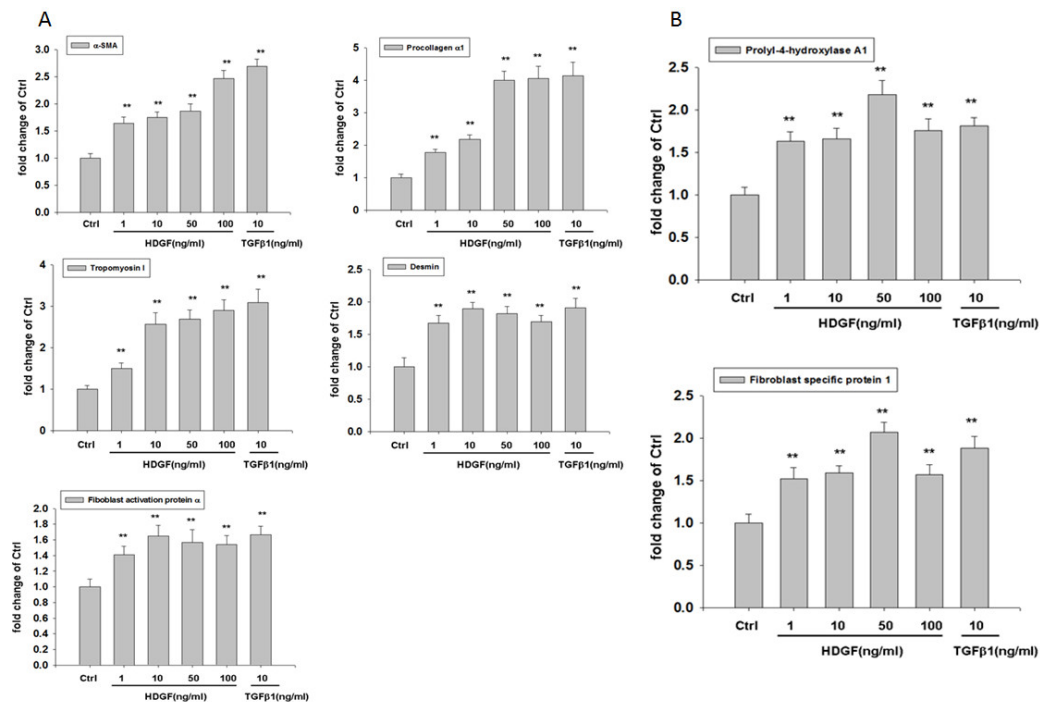 A
α-SMA
fold change of Ctrl
3.0
2.5
2.0
1.5
1.0
0.5
0.0
** ** ** ** **
Ctrl 1 10 50 100 10
HDGF(ng/ml) TGFβ1(ng/ml)
Procollagen α1
fold change of Ctrl
5
4
3
2
1
0
** ** ** ** **
Ctrl 1 10 50 100 10
HDGF(ng/ml) TGFβ1(ng/ml)
Tropomyosin I
fold change of Ctrl
4
3
2
1
0
** ** ** ** **
Ctrl 1 10 50 100 10
HDGF(ng/ml) TGFβ1(ng/ml)
Desmin
fold change of Ctrl
2.5
2.0
1.5
1.0
0.5
0.0
** ** ** ** **
Ctrl 1 10 50 100 10
HDGF(ng/ml) TGFβ1(ng/ml)
Fiboblast activation protein α
fold change of Ctrl
2.0
1.8
1.6
1.4
1.2
1.0
0.8
0.6
0.4
0.2
0.0
** ** ** ** **
Ctrl 1 10 50 100 10
HDGF(ng/ml) TGFβ1(ng/ml)
B
Prolyl-4-hydroxylase A1
fold change of Ctrl
2.5
2.0
1.5
1.0
0.5
0.0
** ** ** ** **
Ctrl 1 10 50 100 10
HDGF(ng/ml) TGFβ1(ng/ml)
Fibroblast specific protein 1
fold change of Ctrl
2.5
2.0
1.5
1.0
0.5
0.0
** ** ** ** **
Ctrl 1 10 50 100 10
HDGF(ng/ml) TGFβ1(ng/ml)